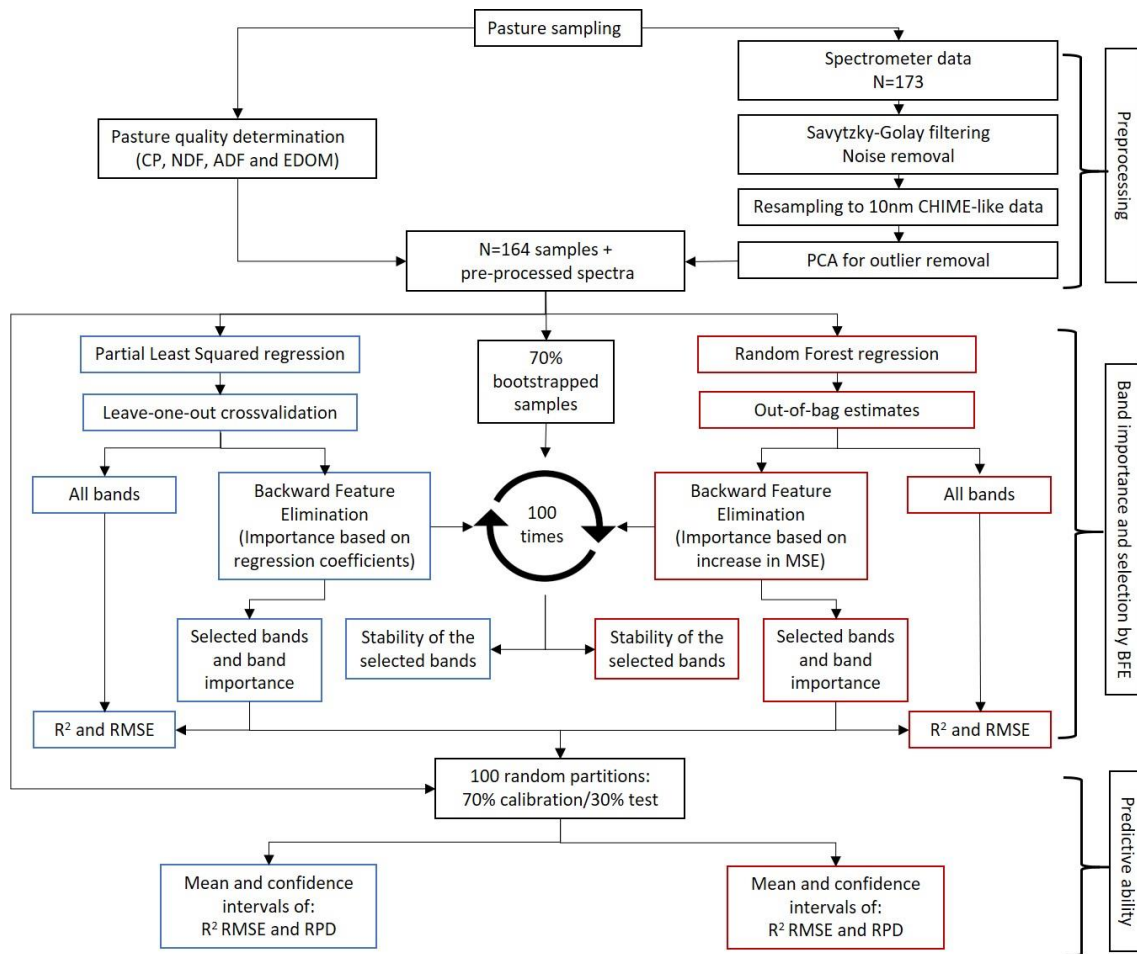 Pasture sampling
Spectrometer data
N=173
Preprocessing
Pasture quality determination
(CP, NDF, ADF and EDOM)
Savytzky-Golay filtering
Noise removal
Resampling to 10nm CHIME-like data
N=164 samples +
pre-processed spectra
PCA for outlier removal
Partial Least Squared regression
70%
bootstrapped
samples
Random Forest regression
Band importance and selection by BFE
Leave-one-out crossvalidation
Out-of-bag estimates
All bands
Backward Feature
Elimination
(Importance based on
regression coefficients)
100
times
Backward Feature
Elimination
(Importance based on
increase in MSE)
All bands
Selected bands
and band
importance
Stability of the
selected bands
Stability of the
selected bands
Selected bands
and band
importance
R² and RMSE
R² and RMSE
100 random partitions:
70% calibration/30% test
Predictive ability
Mean and confidence
intervals of:
R² RMSE and RPD
Mean and confidence
intervals of:
R² RMSE and RPD